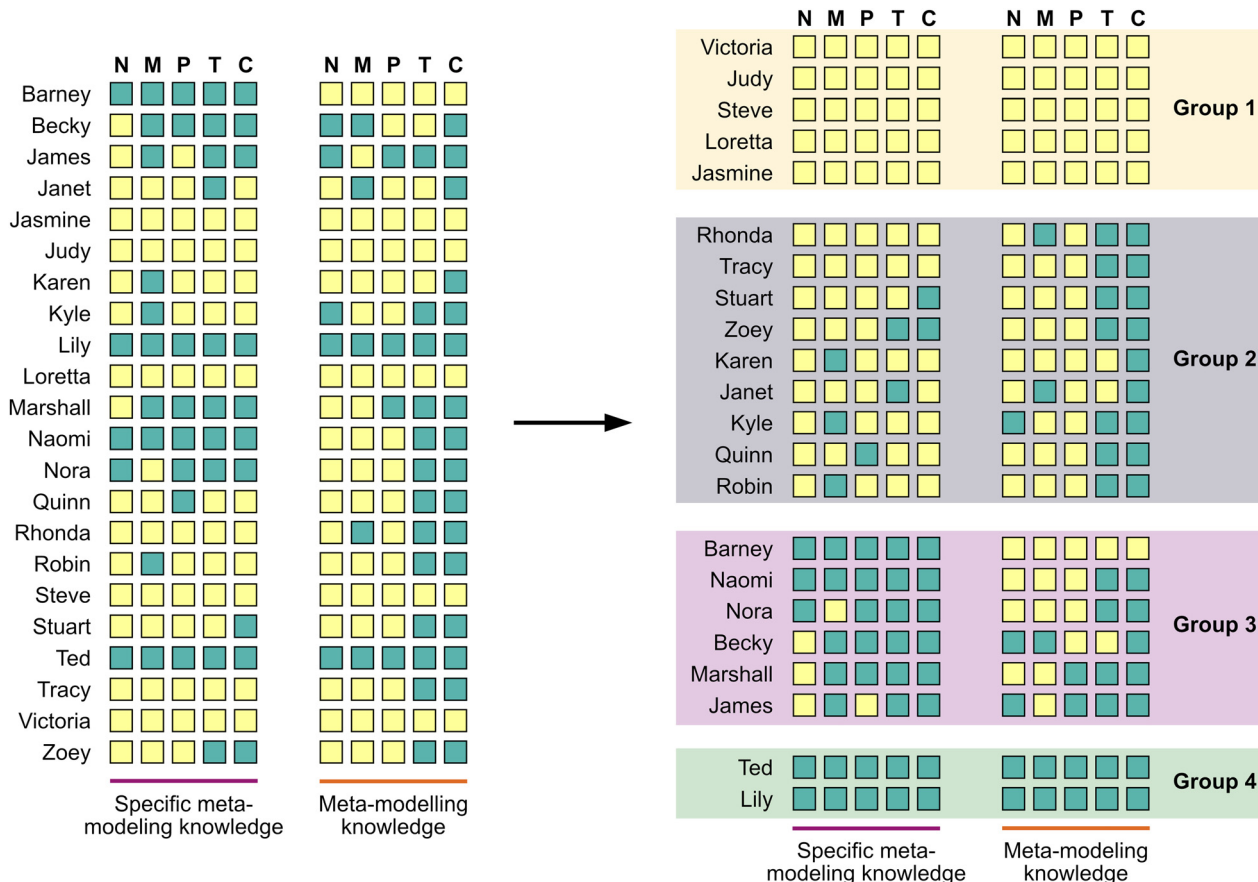 N M P T C N M P T C
Barney
Becky
James
Janet
Jasmine
Judy
Karen
Kyle
Lily
Loretta
Marshall
Naomi
Nora
Quinn
Rhonda
Robin
Steve
Stuart
Ted
Tracy
Victoria
Zoey
Specific meta-
modeling knowledge
Meta-modelling
knowledge
N M P T C N M P T C
Victoria
Judy
Steve
Loretta
Jasmine
Group 1
Rhonda
Tracy
Stuart
Zoey
Karen
Janet
Kyle
Quinn
Robin
Group 2
Barney
Naomi
Nora
Becky
Marshall
James
Group 3
Ted
Lily
Group 4
Specific meta-
modeling knowledge
Meta-modeling
knowledge